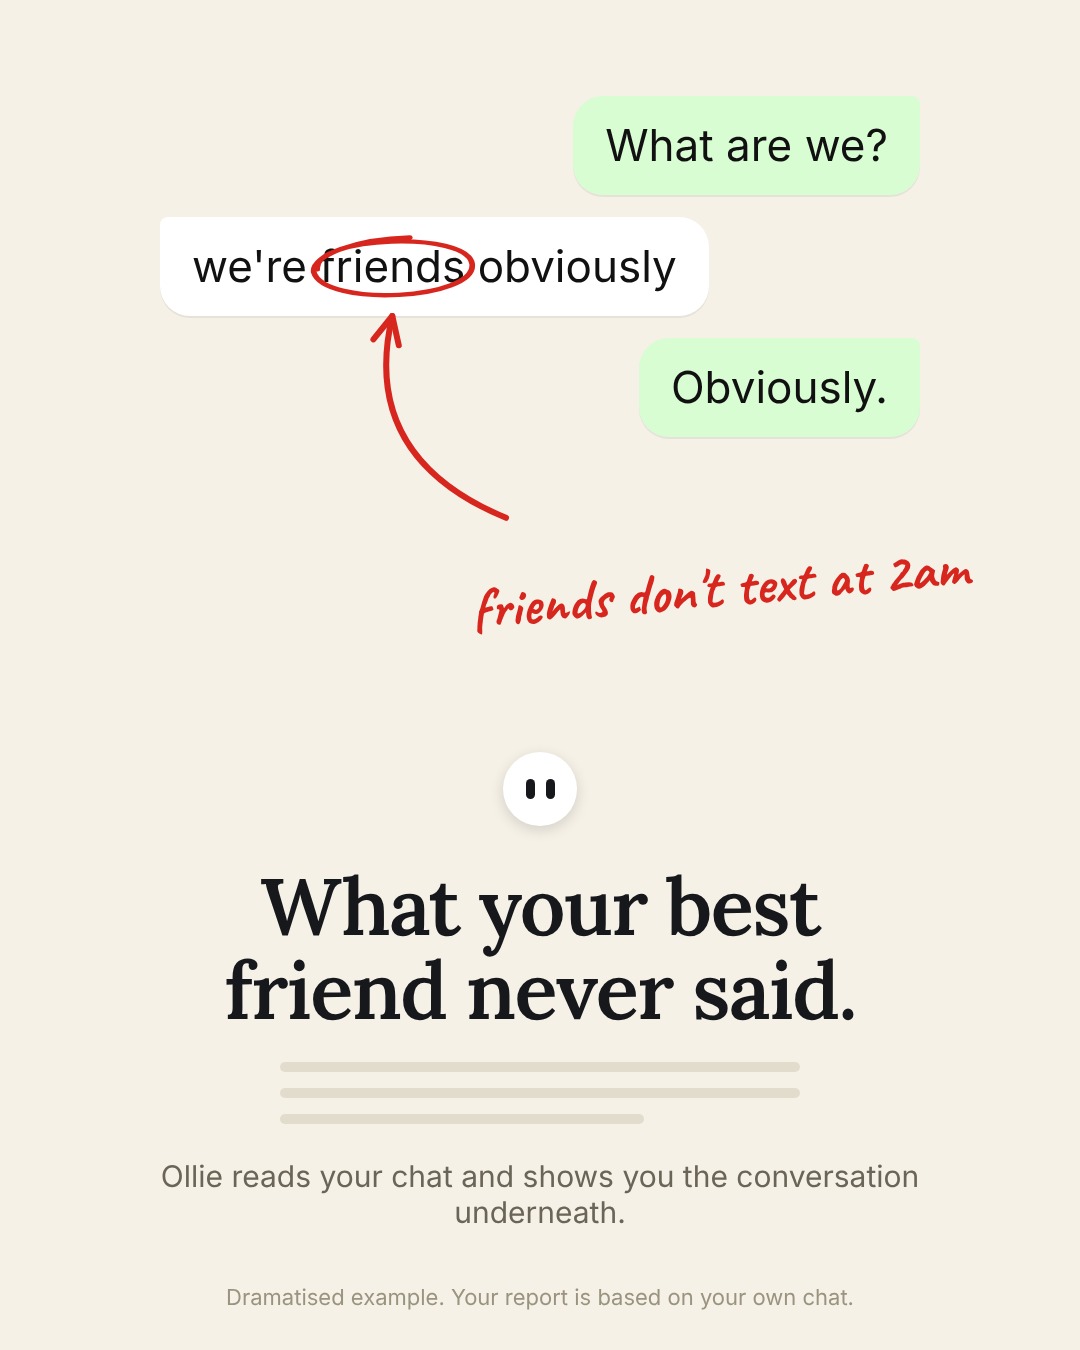 What are we?
we're friends obviously
Obviously.
friends don't text at 2am
What your best
friend never said.
Ollie reads your chat and shows you the conversation
underneath.
Dramatised example. Your report is based on your own chat.